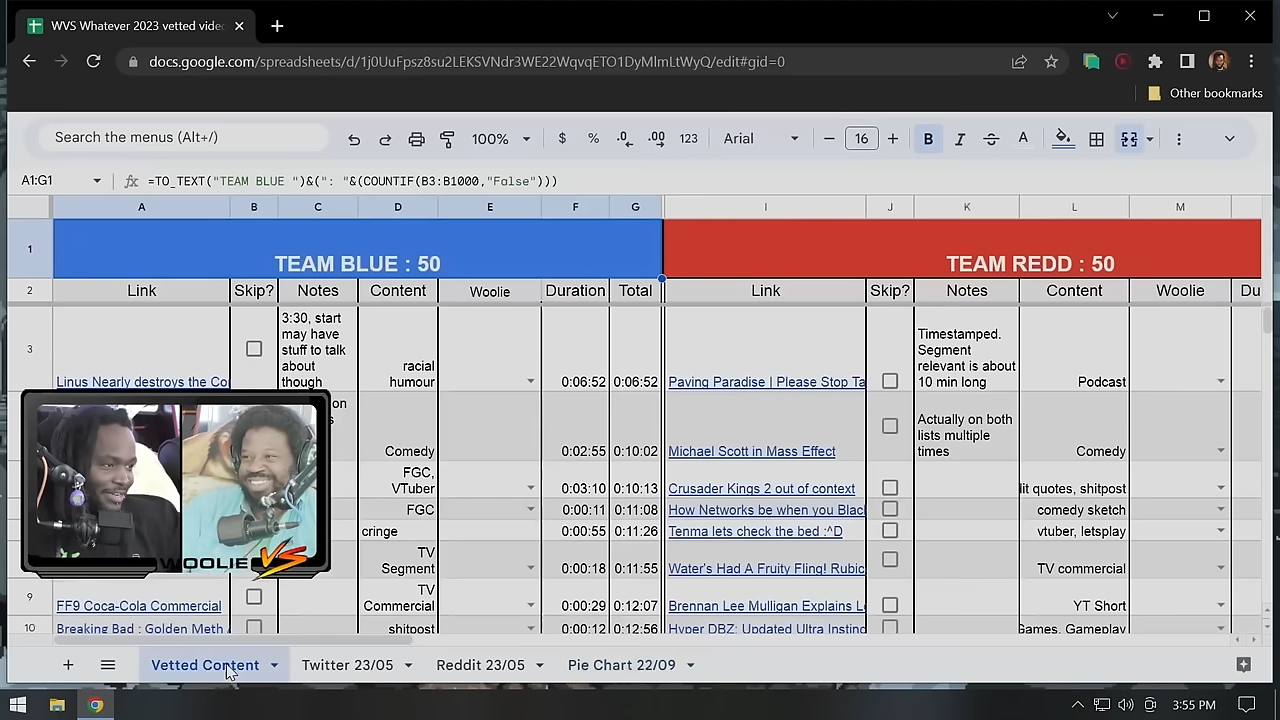 WVS Whatever 2023 vetted vide
docs.google.com/spreadsheets/d/1j0UuFpsz8su2LEKSVNdr3WE22WqvqETO1DyMlmLtWyQ/edit#gid=0
Other bookmarks
Search the menus (Alt+/)
100%
$ % .0 .00 123
Arial
16
B I A
A1:G1
fx =TO_TEXT("TEAM BLUE ")&(": "&(COUNTIF(B3:B1000,"False")))
A B C D E F G I J K L M
1 TEAM BLUE : 50 TEAM REDD : 50
2 Link Skip? Notes Content Woolie Duration Total Link Skip? Notes Content Woolie Du
3
3:30, start
may have
stuff to talk
about
though
racial
humour
Linus Nearly destroys the Co
0:06:52 0:06:52
Paving Paradise | Please Stop Ta
Timestamped.
Segment
relevant is about
10 min long
Podcast
on
s
Comedy
0:02:55 0:10:02
Michael Scott in Mass Effect
Actually on both
lists multiple
times
Comedy
FGC,
VTuber
0:03:10 0:10:13
Crusader Kings 2 out of context
lit quotes, shitpost
FGC
0:00:11 0:11:08
How Networks be when you Blac
comedy sketch
cringe
0:00:55 0:11:26
Tenma lets check the bed :^D
vtuber, letsplay
TV
Segment
0:00:18 0:11:55
Water's Had A Fruity Fling! Rubic
TV commercial
9
FF9 Coca-Cola Commercial
TV
Commercial
0:00:29 0:12:07
Brennan Lee Mulligan Explains L
YT Short
10
Breaking Bad : Golden Meth
shitpost
0:00:12 0:12:56
Hyper DBZ: Updated Ultra Instinc
Games, Gameplay
WOOLIE VS
Vetted Content
Twitter 23/05
Reddit 23/05
Pie Chart 22/09
3:55 PM